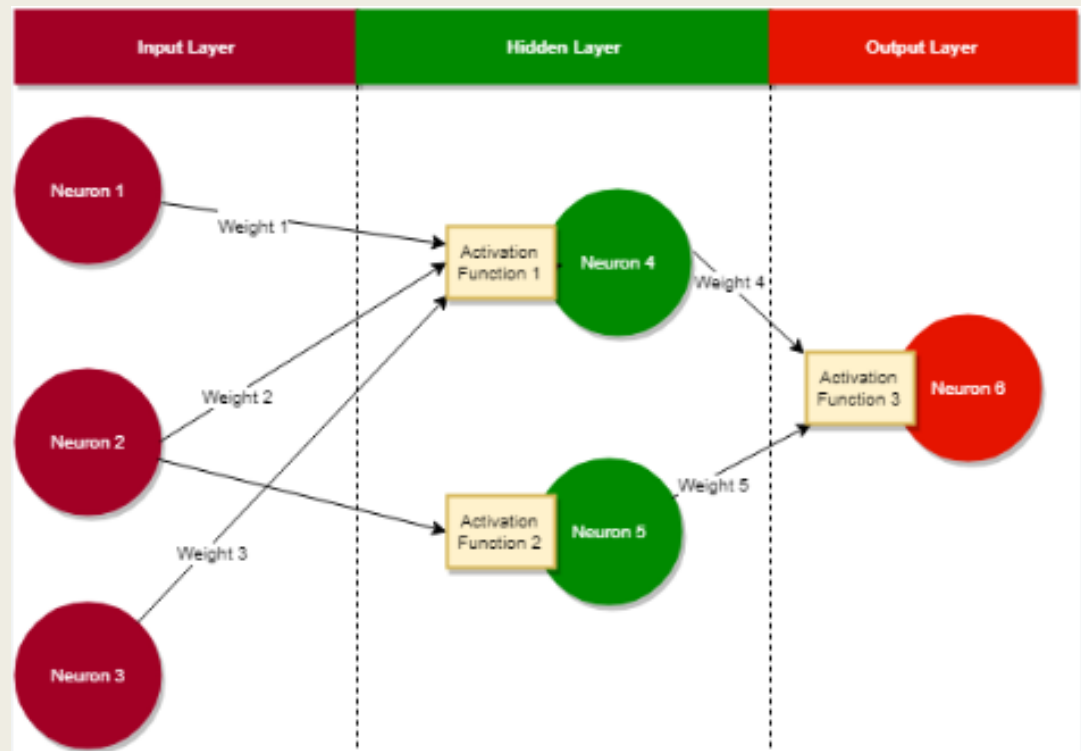 Input Layer
Hidden Layer
Output Layer
Neuron 1
Weight 1
Activation
Function 1
Neuron 4
Weight 4
Activation
Function 3
Neuron 6
Weight 2
Neuron 2
Weight 5
Activation
Function 2
Neuron 5
Weight 3
Neuron 3